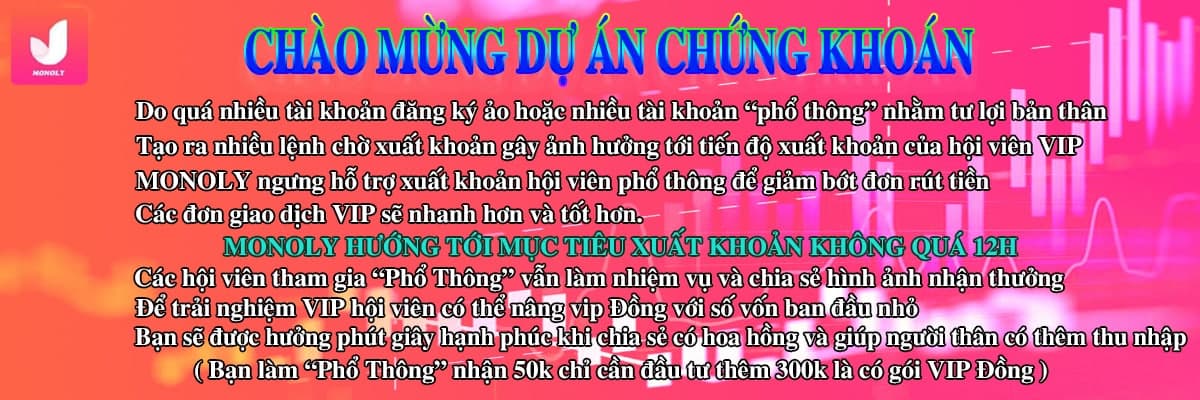 MONOLY
CHÀO MỪNG DỰ ÁN CHỨNG KHOÁN
Do quá nhiều tài khoản đăng ký ảo hoặc nhiều tài khoản “phổ thông” nhằm tư lợi bản thân
Tạo ra nhiều lệnh chờ xuất khoản gây ảnh hưởng tới tiến độ xuất khoản của hội viên VIP
MONOLY ngưng hỗ trợ xuất khoản hội viên phổ thông để giảm bớt đơn rút tiền
Các đơn giao dịch VIP sẽ nhanh hơn và tốt hơn.
MONOLY HƯỚNG TỚI MỤC TIÊU XUẤT KHOẢN KHÔNG QUÁ 12H
Các hội viên tham gia “Phổ Thông” vẫn làm nhiệm vụ và chia sẻ hình ảnh nhận thưởng
Để trải nghiệm VIP hội viên có thể nâng vip Đồng với số vốn ban đầu nhỏ
Bạn sẽ được hưởng phút giây hạnh phúc khi chia sẻ có hoa hồng và giúp người thân có thêm thu nhập
( Bạn làm “Phổ Thông” nhận 50k chỉ cần đầu tư thêm 300k là có gói VIP Đồng )